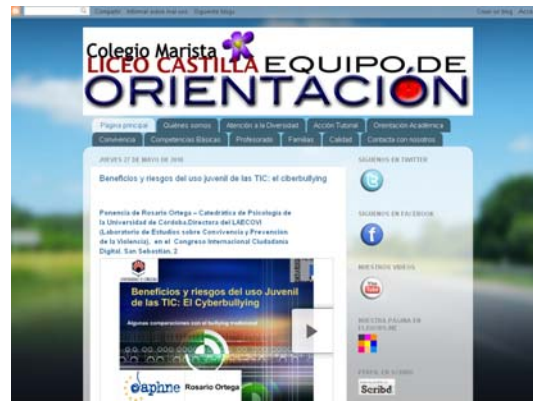 Compartir Informar sobre mal uso Siguiente blog»
Crear un blog Acce
Colegio Marista
LICEO CASTILLA EQUIPO DE
ORIENTACIÓN
Página principal Quiénes somos Atención a la Diversidad Acción Tutorial Orientación Académica
Convivencia Competencias Básicas Profesorado Familias Calidad Contacta con nosotros
JUEVES 27 DE MAYO DE 2010
Beneficios y riesgos del uso juvenil de las TIC: el ciberbullying
Ponencia de Rosario Ortega – Catedrática de Psicología de
la Universidad de Córdoba.Directora del LAECOVI
(Laboratorio de Estudios sobre Convivencia y Prevención
de la Violencia), en el Congreso Internacional Ciudadanía
Digital. San Sebastián. 2
Beneficios y riesgos del uso Juvenil
de las TIC: El Cyberbullying
Algunas comparaciones con el bullying tradicional
daphne Rosario Ortega
SÍGUENOS EN TWITTER
SÍGUENOS EN FACEBOOK
NUESTROS VÍDEOS
You Tube
NUESTRA PÁGINA EN
PERFIL EN SCRIBD
Scribd